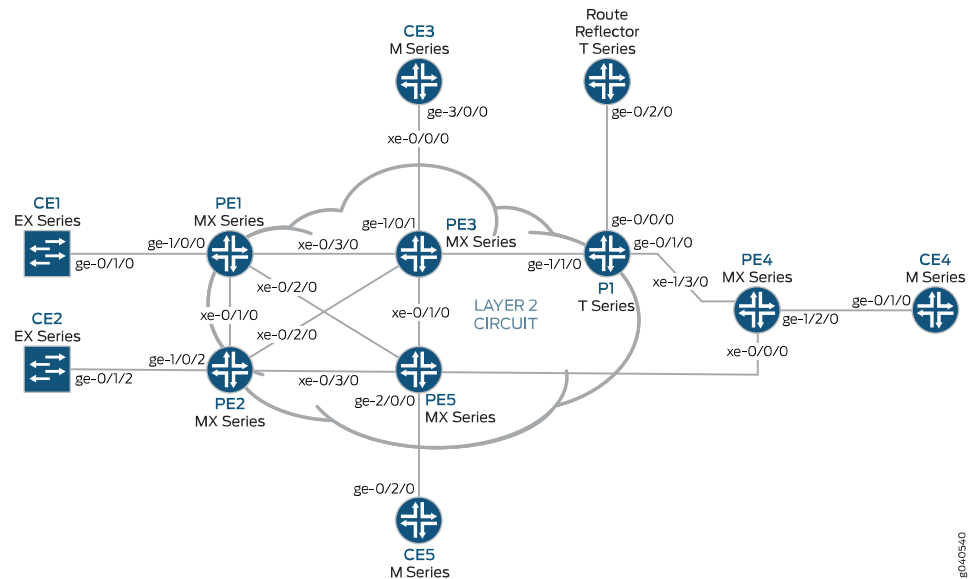 Route
Reflector
T Series
CE3
M Series
ge-3/0/0
ge-0/2/0
xe-0/0/0
CE1
EX Series
PE1
MX Series
ge-1/0/0
ge-0/1/0
xe-0/3/0
ge-1/0/1
PE3
MX Series
ge-0/0/0
ge-0/1/0
ge-1/1/0
P1
T Series
xe-1/3/0
PE4
MX Series
CE4
M Series
ge-0/1/0
ge-1/2/0
xe-0/0/0
xe-0/2/0
xe-0/1/0
xe-0/2/0
xe-0/1/0
LAYER 2
CIRCUIT
CE2
EX Series
ge-1/0/2
ge-0/1/2
xe-0/3/0
PE2
MX Series
ge-2/0/0
PE5
MX Series
ge-0/2/0
CE5
M Series
g040540